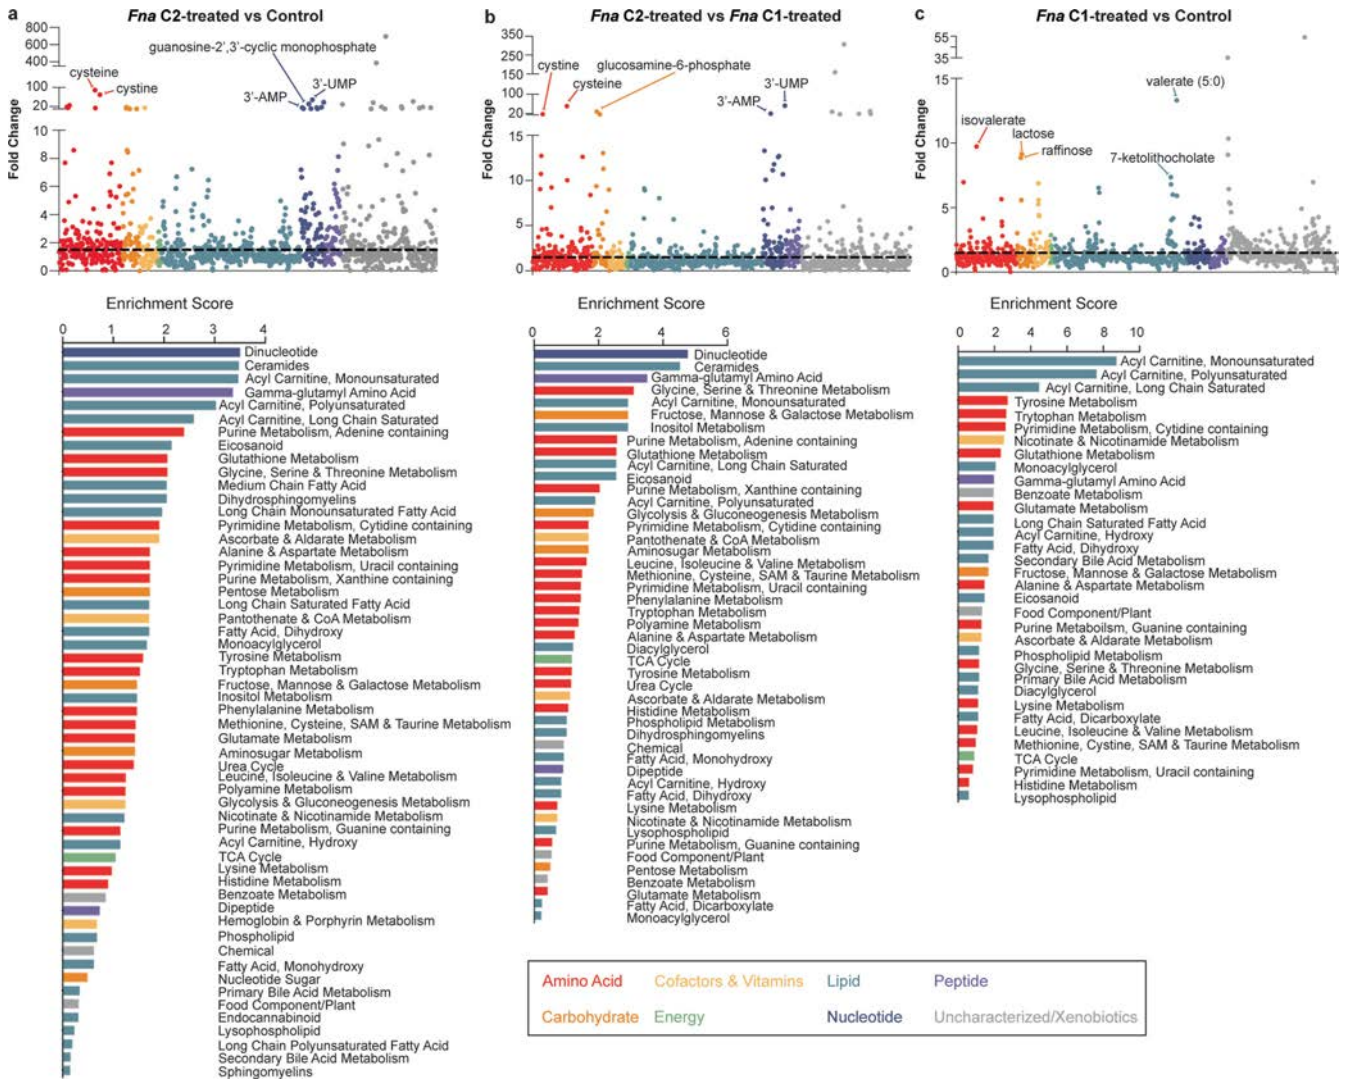 a
Fna C2-treated vs Control
800
600
400
100
20
10
8
6
4
2
0
Fold Change
guanosine-2',3'-cyclic monophosphate
cysteine
cystine
3'-AMP
3'-UMP
Enrichment Score
0 1 2 3 4
Dinucleotide
Ceramides
Acyl Carnitine, Monounsaturated
Gamma-glutamyl Amino Acid
Acyl Carnitine, Polyunsaturated
Acyl Carnitine, Long Chain Saturated
Purine Metabolism, Adenine containing
Eicosanoid
Glutathione Metabolism
Glycine, Serine & Threonine Metabolism
Medium Chain Fatty Acid
Dihydrosphingomyelins
Long Chain Monounsaturated Fatty Acid
Pyrimidine Metabolism, Cytidine containing
Ascorbate & Aldarate Metabolism
Alanine & Aspartate Metabolism
Pyrimidine Metabolism, Uracil containing
Purine Metabolism, Xanthine containing
Pentose Metabolism
Long Chain Saturated Fatty Acid
Pantothenate & CoA Metabolism
Fatty Acid, Dihydroxy
Monoacylglycerol
Tyrosine Metabolism
Tryptophan Metabolism
Fructose, Mannose & Galactose Metabolism
Inositol Metabolism
Phenylalanine Metabolism
Methionine, Cysteine, SAM & Taurine Metabolism
Glutamate Metabolism
Aminosugar Metabolism
Urea Cycle
Leucine, Isoleucine & Valine Metabolism
Polyamine Metabolism
Glycolysis & Gluconeogenesis Metabolism
Nicotinate & Nicotinamide Metabolism
Purine Metabolism, Guanine containing
Acyl Carnitine, Hydroxy
TCA Cycle
Lysine Metabolism
Histidine Metabolism
Benzoate Metabolism
Dipeptide
Hemoglobin & Porphyrin Metabolism
Phospholipid
Chemical
Fatty Acid, Monohydroxy
Nucleotide Sugar
Primary Bile Acid Metabolism
Food Component/Plant
Endocannabinoid
Lysophospholipid
Long Chain Polyunsaturated Fatty Acid
Secondary Bile Acid Metabolism
Sphingomyelins
b
Fna C2-treated vs Fna C1-treated
350
250
150
100
20
15
10
5
0
Fold Change
cystine
cysteine
glucosamine-6-phosphate
3'-AMP
3'-UMP
Enrichment Score
0 2 4 6
Dinucleotide
Ceramides
Gamma-glutamyl Amino Acid
Glycine, Serine & Threonine Metabolism
Acyl Carnitine, Monounsaturated
Fructose, Mannose & Galactose Metabolism
Inositol Metabolism
Purine Metabolism, Adenine containing
Glutathione Metabolism
Acyl Carnitine, Long Chain Saturated
Eicosanoid
Purine Metabolism, Xanthine containing
Acyl Carnitine, Polyunsaturated
Glycolysis & Gluconeogenesis Metabolism
Pyrimidine Metabolism, Cytidine containing
Pantothenate & CoA Metabolism
Aminosugar Metabolism
Leucine, Isoleucine & Valine Metabolism
Methionine, Cysteine, SAM & Taurine Metabolism
Pyrimidine Metabolism, Uracil containing
Phenylalanine Metabolism
Tryptophan Metabolism
Polyamine Metabolism
Alanine & Aspartate Metabolism
Diacylglycerol
TCA Cycle
Tyrosine Metabolism
Urea Cycle
Ascorbate & Aldarate Metabolism
Histidine Metabolism
Phospholipid Metabolism
Dihydrosphingomyelins
Chemical
Fatty Acid, Monohydroxy
Dipeptide
Acyl Carnitine, Hydroxy
Fatty Acid, Dihydroxy
Lysine Metabolism
Nicotinate & Nicotinamide Metabolism
Lysophospholipid
Purine Metabolism, Guanine containing
Food Component/Plant
Pentose Metabolism
Benzoate Metabolism
Glutamate Metabolism
Fatty Acid, Dicarboxylate
Monoacylglycerol
c
Fna C1-treated vs Control
55
35
15
10
5
0
Fold Change
isovalerate
lactose
raffinose
valerate (5:0)
7-ketolithocholate
Enrichment Score
0 2 4 6 8 10
Acyl Carnitine, Monounsaturated
Acyl Carnitine, Polyunsaturated
Acyl Carnitine, Long Chain Saturated
Tyrosine Metabolism
Trytophan Metabolism
Pyrimidine Metabolism, Cytidine containing
Nicotinate & Nicotinamide Metabolism
Glutathione Metabolism
Monoacylglycerol
Gamma-glutamyl Amino Acid
Benzoate Metabolism
Glutamate Metabolism
Long Chain Saturated Fatty Acid
Acyl Carnitine, Hydroxy
Fatty Acid, Dihydroxy
Secondary Bile Acid Metabolism
Fructose, Mannose & Galactose Metabolism
Alanine & Aspartate Metabolism
Eicosanoid
Food Component/Plant
Purine Metaboilsm, Guanine containing
Ascorbate & Aldarate Metabolism
Phospholipid Metabolism
Glycine, Serine & Threonine Metabolism
Primary Bile Acid Metabolism
Diacylglycerol
Lysine Metabolism
Fatty Acid, Dicarboxylate
Leucine, Isoleucine & Valine Metabolism
Methionine, Cystine, SAM & Taurine Metabolism
TCA Cycle
Pyrimidine Metabolism, Uracil containing
Histidine Metabolism
Lysophospholipid
Amino Acid Cofactors & Vitamins Lipid Peptide
Carbohydrate Energy Nucleotide Uncharacterized/Xenobiotics